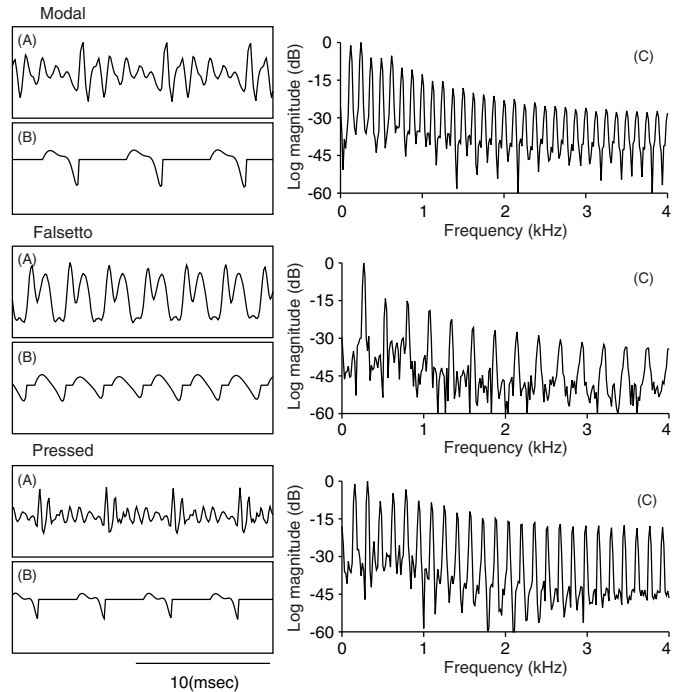 Modal
(A)
(B)
Log magnitude (dB)
0
-15
-30
-45
-60
(C)
0 1 2 3 4
Frequency (kHz)
Falsetto
(A)
(B)
Log magnitude (dB)
0
-15
-30
-45
-60
(C)
0 1 2 3 4
Frequency (kHz)
Pressed
(A)
(B)
10(msec)
Log magnitude (dB)
0
-15
-30
-45
-60
(C)
0 1 2 3 4
Frequency (kHz)